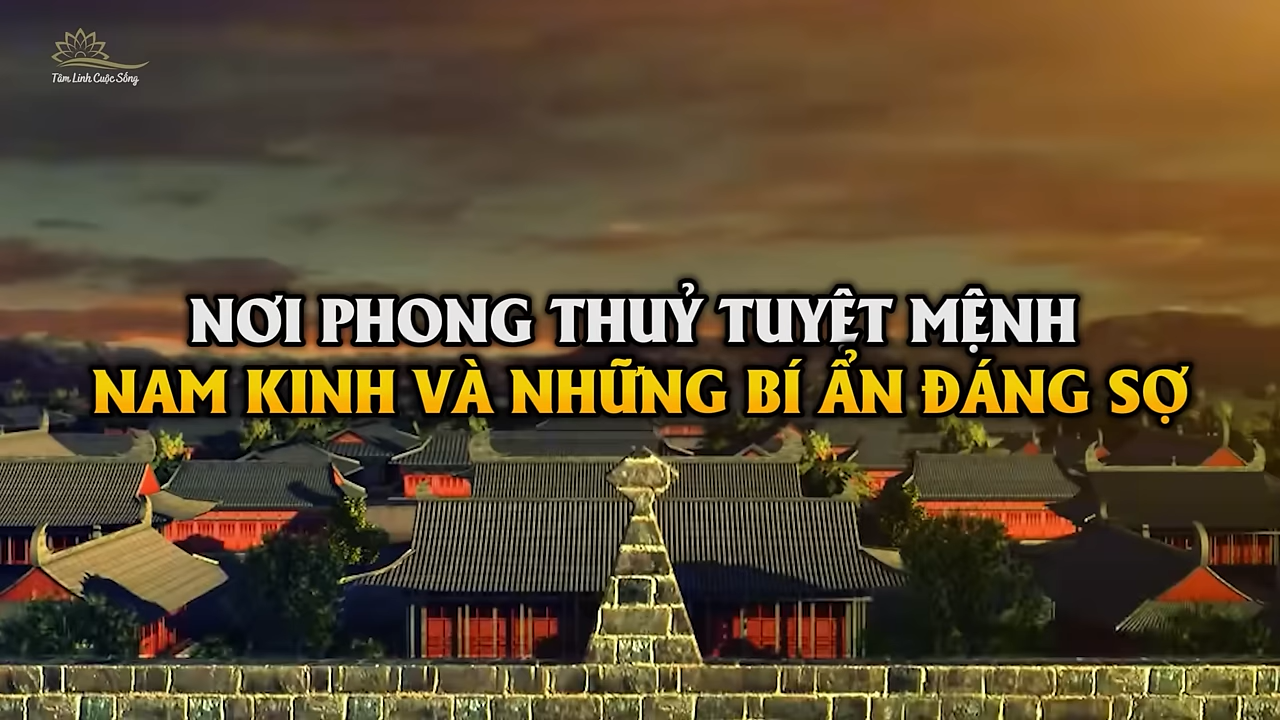 Tâm Linh Cuộc Sống
NƠI PHONG THUỶ TUYỆT MỆNH
NAM KINH VÀ NHỮNG BÍ ẨN ĐÁNG SỢ